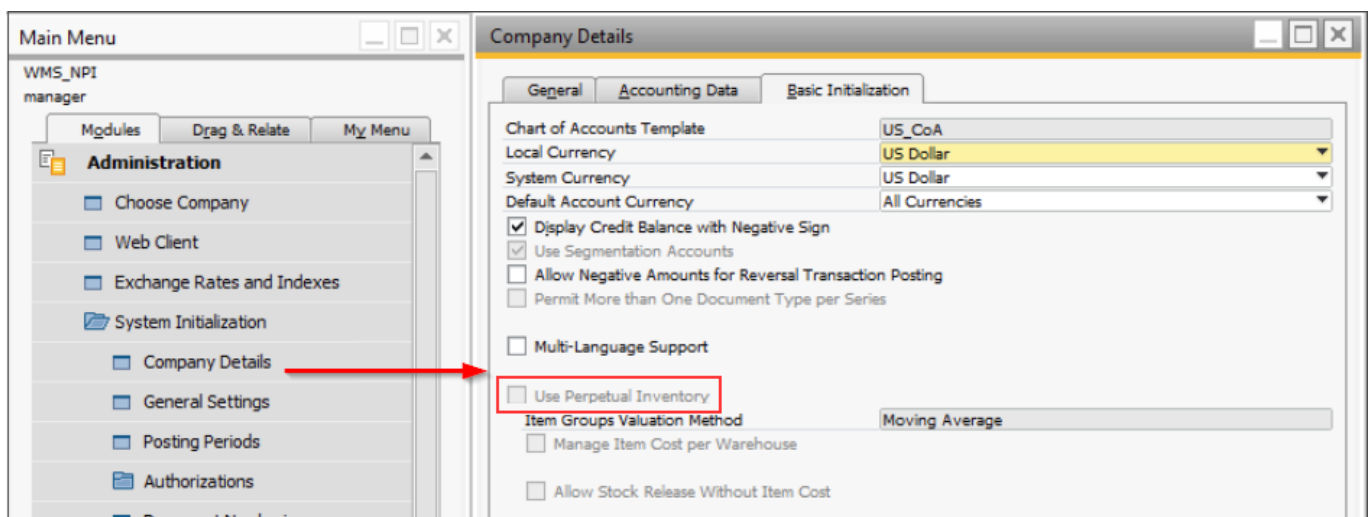 Main Menu
WMS_NPI
manager
Modules Drag & Relate My Menu
Administration
Choose Company
Web Client
Exchange Rates and Indexes
System Initialization
Company Details
General Settings
Posting Periods
Authorizations
Company Details
General Accounting Data Basic Initialization
Chart of Accounts Template US_CoA
Local Currency US Dollar
System Currency US Dollar
Default Account Currency All Currencies
Display Credit Balance with Negative Sign
Use Segmentation Accounts
Allow Negative Amounts for Reversal Transaction Posting
Permit More than One Document Type per Series
Multi-Language Support
Use Perpetual Inventory
Item Groups Valuation Method Moving Average
Manage Item Cost per Warehouse
Allow Stock Release Without Item Cost